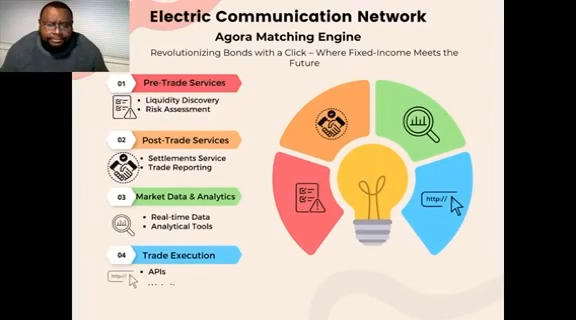 Electric Communication Network
Agora Matching Engine
Revolutionizing Bonds with a Click – Where Fixed-Income Meets the
Future
01 Pre-Trade Services
• Liquidity Discovery
• Risk Assessment
02 Post-Trade Services
• Settlements Service
• Trade Reporting
03 Market Data & Analytics
• Real-time Data
• Analytical Tools
04 Trade Execution
• APIs
http://
http://